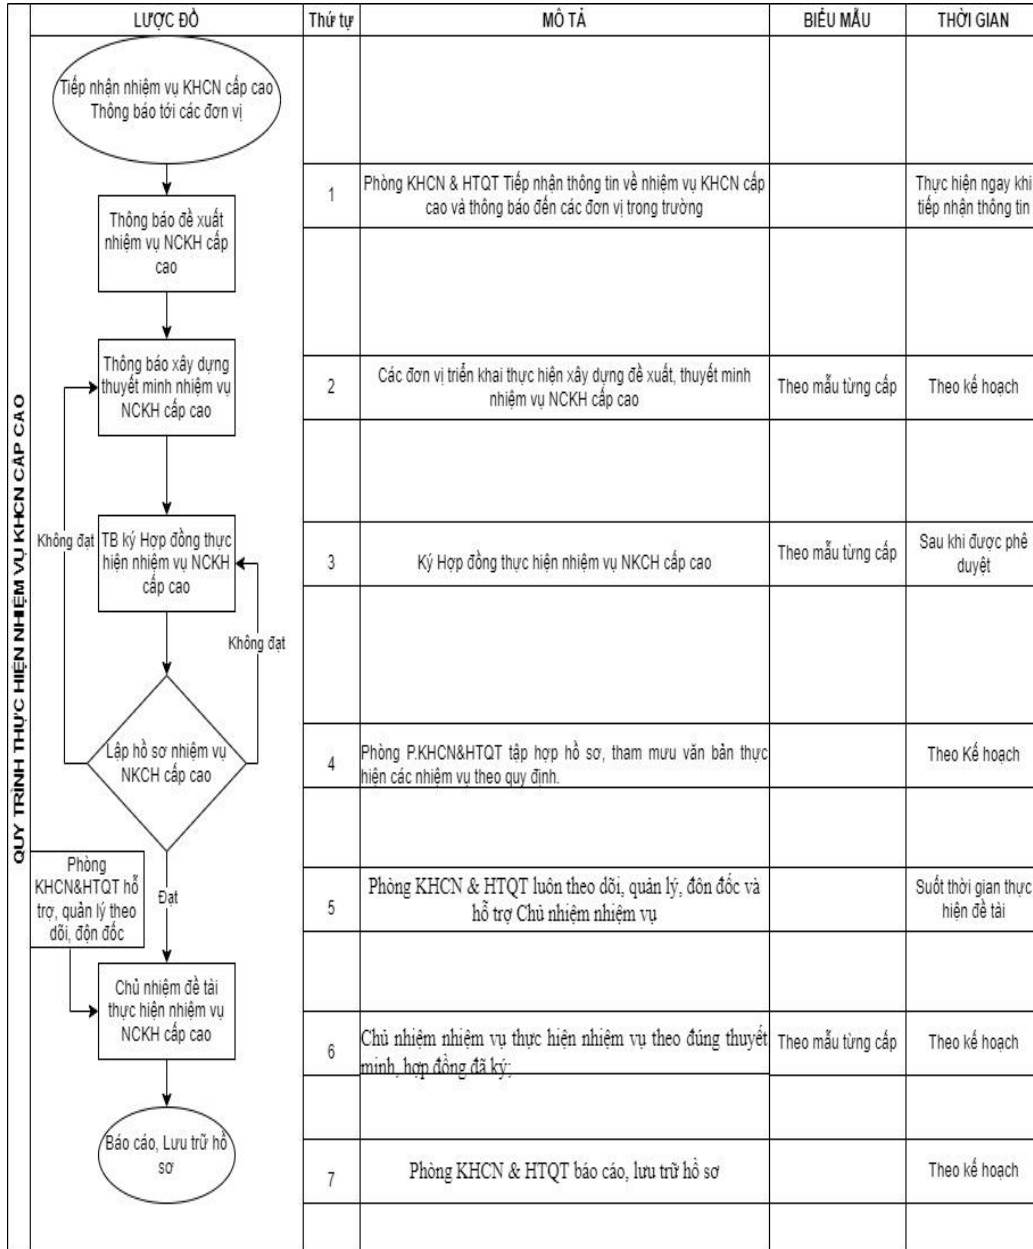 LƯỢC ĐỒ
Thứ tự
MÔ TẢ
BIỂU MẪU
THỜI GIAN
QUY TRÌNH THỰC HIỆN NHIỆM VỤ KHCN CẤP CAO
Tiếp nhận nhiệm vụ KHCN cấp cao
Thông báo tới các đơn vị
Thông báo đề xuất
nhiệm vụ NCKH cấp
cao
1
Phòng KHCN & HTQT Tiếp nhận thông tin về nhiệm vụ KHCN cấp
cao và thông báo đến các đơn vị trong trường
Thực hiện ngay khi
tiếp nhận thông tin
Thông báo xây dựng
thuyết minh nhiệm vụ
NCKH cấp cao
2
Các đơn vị triển khai thực hiện xây dựng đề xuất, thuyết minh
nhiệm vụ NCKH cấp cao
Theo mẫu từng cấp
Theo kế hoạch
Không đạt
TB ký Hợp đồng thực
hiện nhiệm vụ NCKH
cấp cao
3
Ký Hợp đồng thực hiện nhiệm vụ NKCH cấp cao
Theo mẫu từng cấp
Sau khi được phê
duyệt
Không đạt
Lập hồ sơ nhiệm vụ
NKCH cấp cao
4
Phòng P.KHCN&HTQT tập hợp hồ sơ, tham mưu văn bản thực
hiện các nhiệm vụ theo quy định.
Theo Kế hoạch
Phòng
KHCN&HTQT hỗ
trợ, quản lý theo
dõi, độn đốc
Đạt
5
Phòng KHCN & HTQT luôn theo dõi, quản lý, đôn đốc và
hỗ trợ Chủ nhiệm nhiệm vụ
Suốt thời gian thực
hiện đề tài
Chủ nhiệm đề tài
thực hiện nhiệm vụ
NCKH cấp cao
6
Chủ nhiệm nhiệm vụ thực hiện nhiệm vụ theo đúng thuyết
minh, hợp đồng đã ký;
Theo mẫu từng cấp
Theo kế hoạch
Báo cáo, Lưu trữ hồ
sơ
7
Phòng KHCN & HTQT báo cáo, lưu trữ hồ sơ
Theo kế hoạch